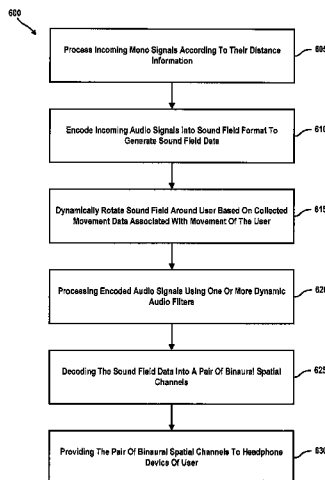 600
Process Incoming Mono Signals According To Their Distance
Information
605
Encode Incoming Audio Signals Into Sound Field Format To
Generate Sound Field Data
610
Dynamically Rotate Sound Field Around User Based On Collected
Movement Data Associated With Movement Of The User
615
Processing Encoded Audio Signals Using One Or More Dynamic
Audio Filters
620
Decoding The Sound Field Data Into A Pair Of Binaural Spatial
Channels
625
Providing The Pair Of Binaural Spatial Channels To Headphone
Device Of User
630